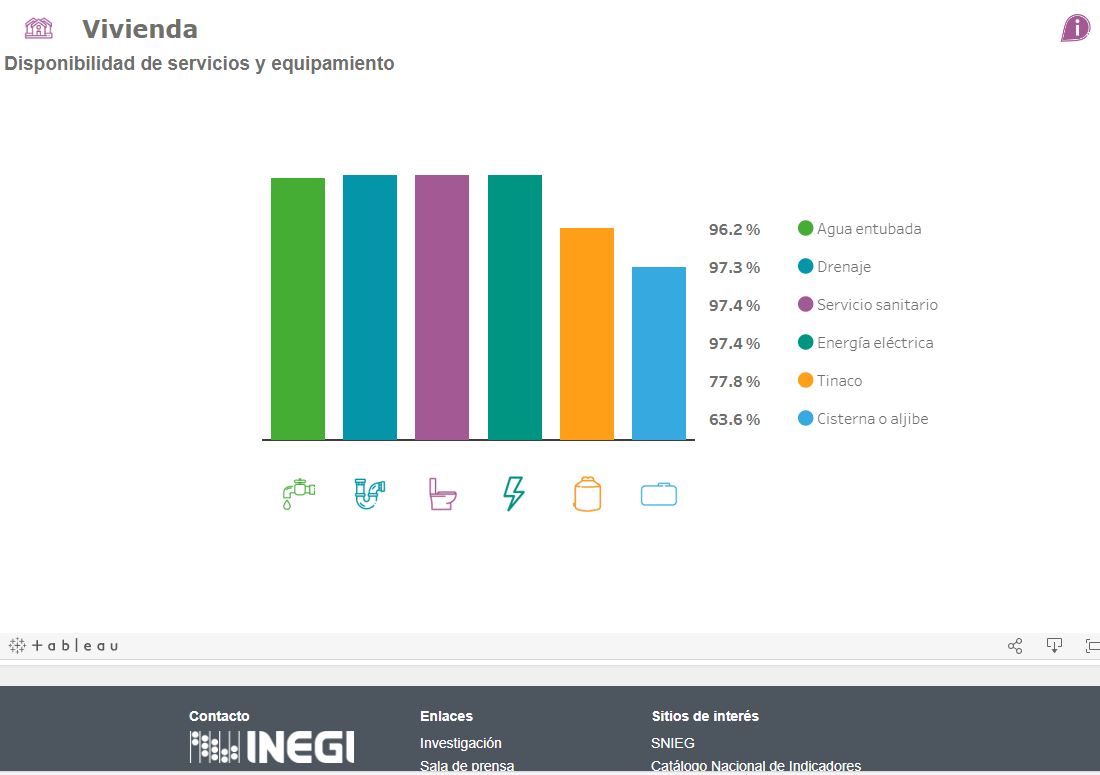 Vivienda
Disponibilidad de servicios y equipamiento
96.2 % Agua entubada
97.3 % Drenaje
97.4 % Servicio sanitario
97.4 % Energía eléctrica
77.8 % Tinaco
63.6 % Cisterna o aljibe
+ a b | e a u
Contacto
INEGI
Enlaces
Investigación
Sala de prensa
Sitios de interés
SNIEG
Catálogo Nacional de Indicadores